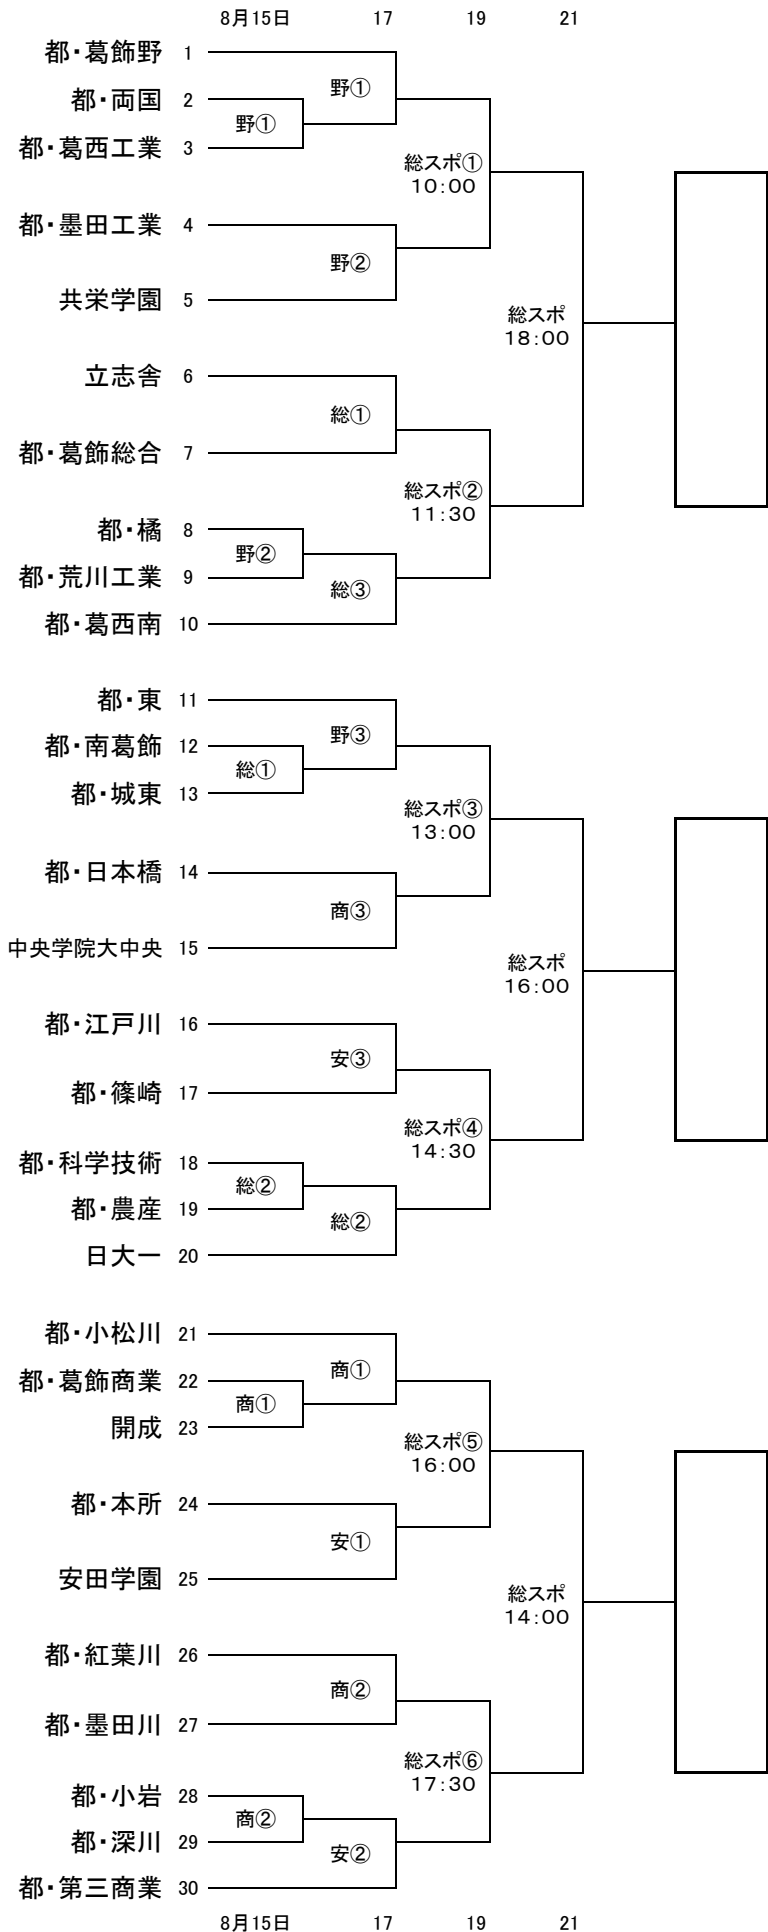 8月15日 17 19 21
都・葛飾野 1
野①
都・両国 2
野①
都・葛西工業 3
総スポ①
10:00
都・墨田工業 4
野②
共栄学園 5
総スポ
18:00
立志舎 6
総①
都・葛飾総合 7
総スポ②
11:30
都・橘 8
野②
都・荒川工業 9
総③
都・葛西南 10
都・東 11
野③
都・南葛飾 12
総①
都・城東 13
総スポ③
13:00
都・日本橋 14
商③
中央学院大中央 15
総スポ
16:00
都・江戸川 16
安③
都・篠崎 17
総スポ④
14:30
都・科学技術 18
総②
都・農産 19
総②
日大一 20
都・小松川 21
商①
都・葛飾商業 22
商①
開成 23
総スポ⑤
16:00
都・本所 24
安①
安田学園 25
総スポ
14:00
都・紅葉川 26
商②
都・墨田川 27
総スポ⑥
17:30
都・小岩 28
商②
都・深川 29
安②
都・第三商業 30
8月15日 17 19 21